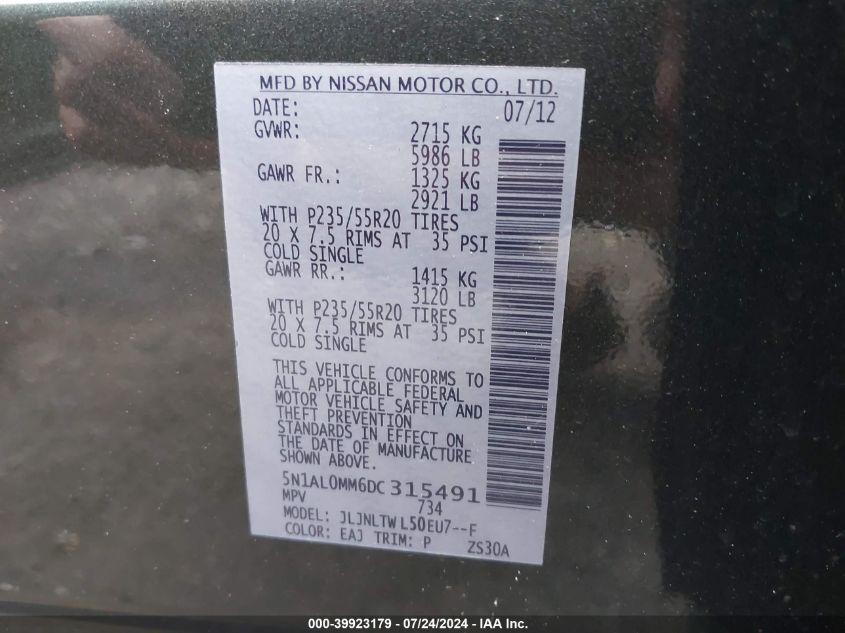 MFD BY NISSAN MOTOR CO., LTD.
DATE: 07/12
GVWR: 2715 KG
5986 LB
GAWR FR.: 1325 KG
2921 LB
WITH P235/55R20 TIRES
20 X 7.5 RIMS AT 35 PSI
COLD SINGLE
GAWR RR.: 1415 KG
3120 LB
WITH P235/55R20 TIRES
20 X 7.5 RIMS AT 35 PSI
COLD SINGLE
THIS VEHICLE CONFORMS TO
ALL APPLICABLE FEDERAL
MOTOR VEHICLE SAFETY AND
THEFT PREVENTION
STANDARDS IN EFFECT ON
THE DATE OF MANUFACTURE
SHOWN ABOVE.
5N1AL0MM6DC315491
MPV 734
MODEL: JLJNLTWL50EU7--F
COLOR: EAJ TRIM: P ZS30A
000-39923179 / 07/24/2024 - IAA Inc.